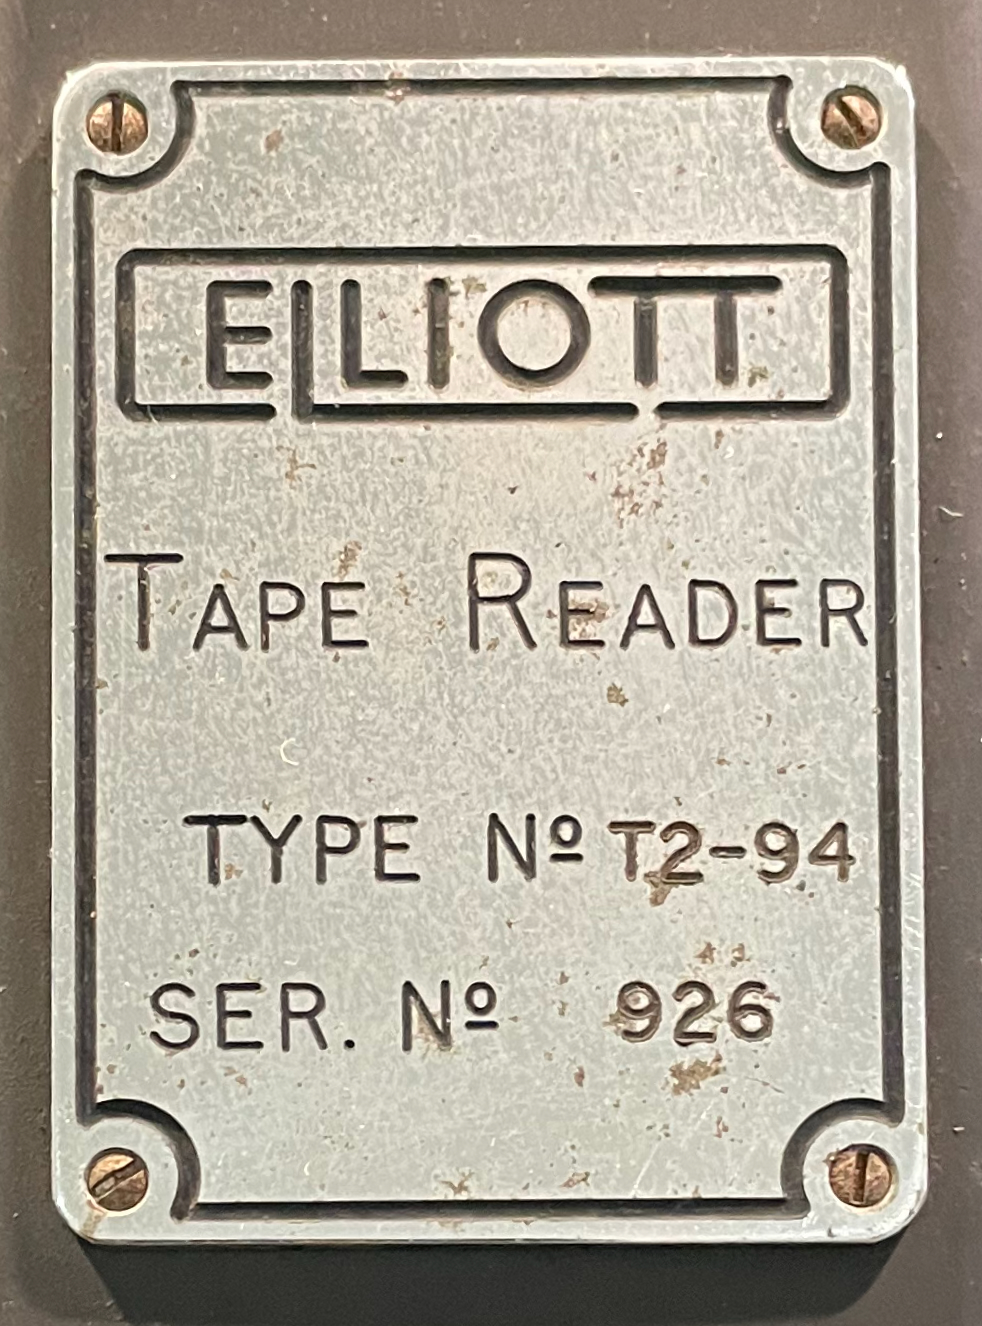 ELLIOTT
TAPE READER
TYPE Nº T2-94
SER. Nº 926